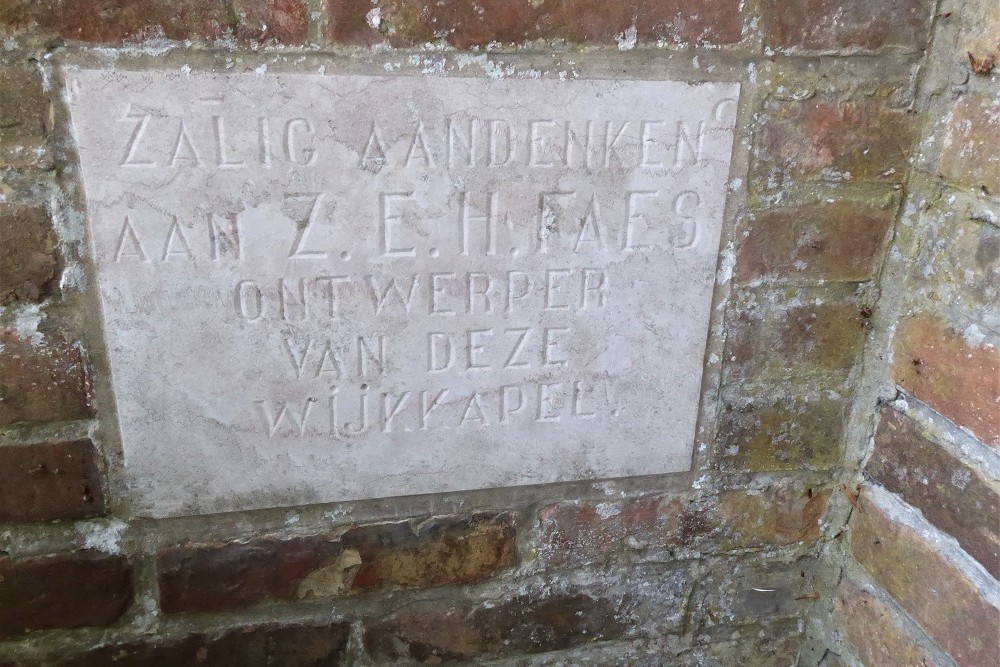 ZALIG AANDENKEN
AAN Z. E. H. FAES
ONTWERPER
VAN DEZE
WIJKKAPEL!